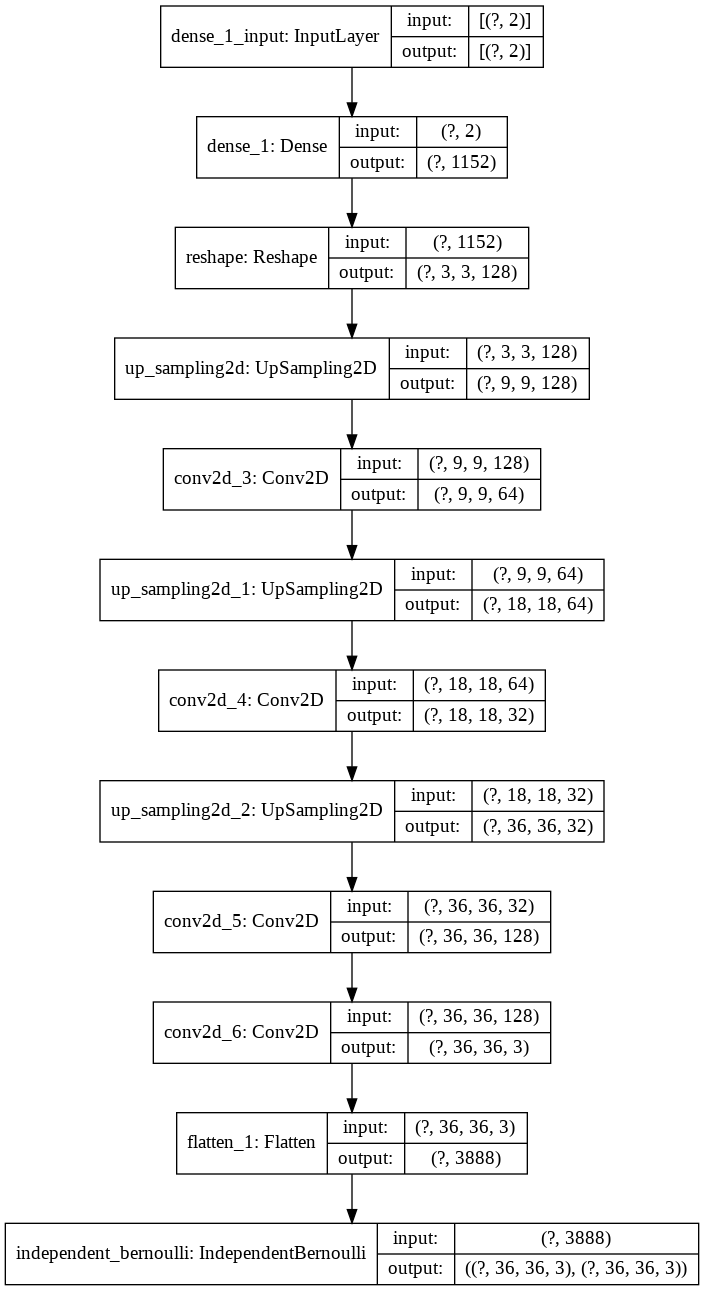 dense_1_input: InputLayer
input: [(?, 2)]
output: [(?, 2)]
dense_1: Dense
input: (?, 2)
output: (?, 1152)
reshape: Reshape
input: (?, 1152)
output: (?, 3, 3, 128)
up_sampling2d: UpSampling2D
input: (?, 3, 3, 128)
output: (?, 9, 9, 128)
conv2d_3: Conv2D
input: (?, 9, 9, 128)
output: (?, 9, 9, 64)
up_sampling2d_1: UpSampling2D
input: (?, 9, 9, 64)
output: (?, 18, 18, 64)
conv2d_4: Conv2D
input: (?, 18, 18, 64)
output: (?, 18, 18, 32)
up_sampling2d_2: UpSampling2D
input: (?, 18, 18, 32)
output: (?, 36, 36, 32)
conv2d_5: Conv2D
input: (?, 36, 36, 32)
output: (?, 36, 36, 128)
conv2d_6: Conv2D
input: (?, 36, 36, 128)
output: (?, 36, 36, 3)
flatten_1: Flatten
input: (?, 36, 36, 3)
output: (?, 3888)
independent_bernoulli: IndependentBernoulli
input: (?, 3888)
output: ((?, 36, 36, 3), (?, 36, 36, 3))